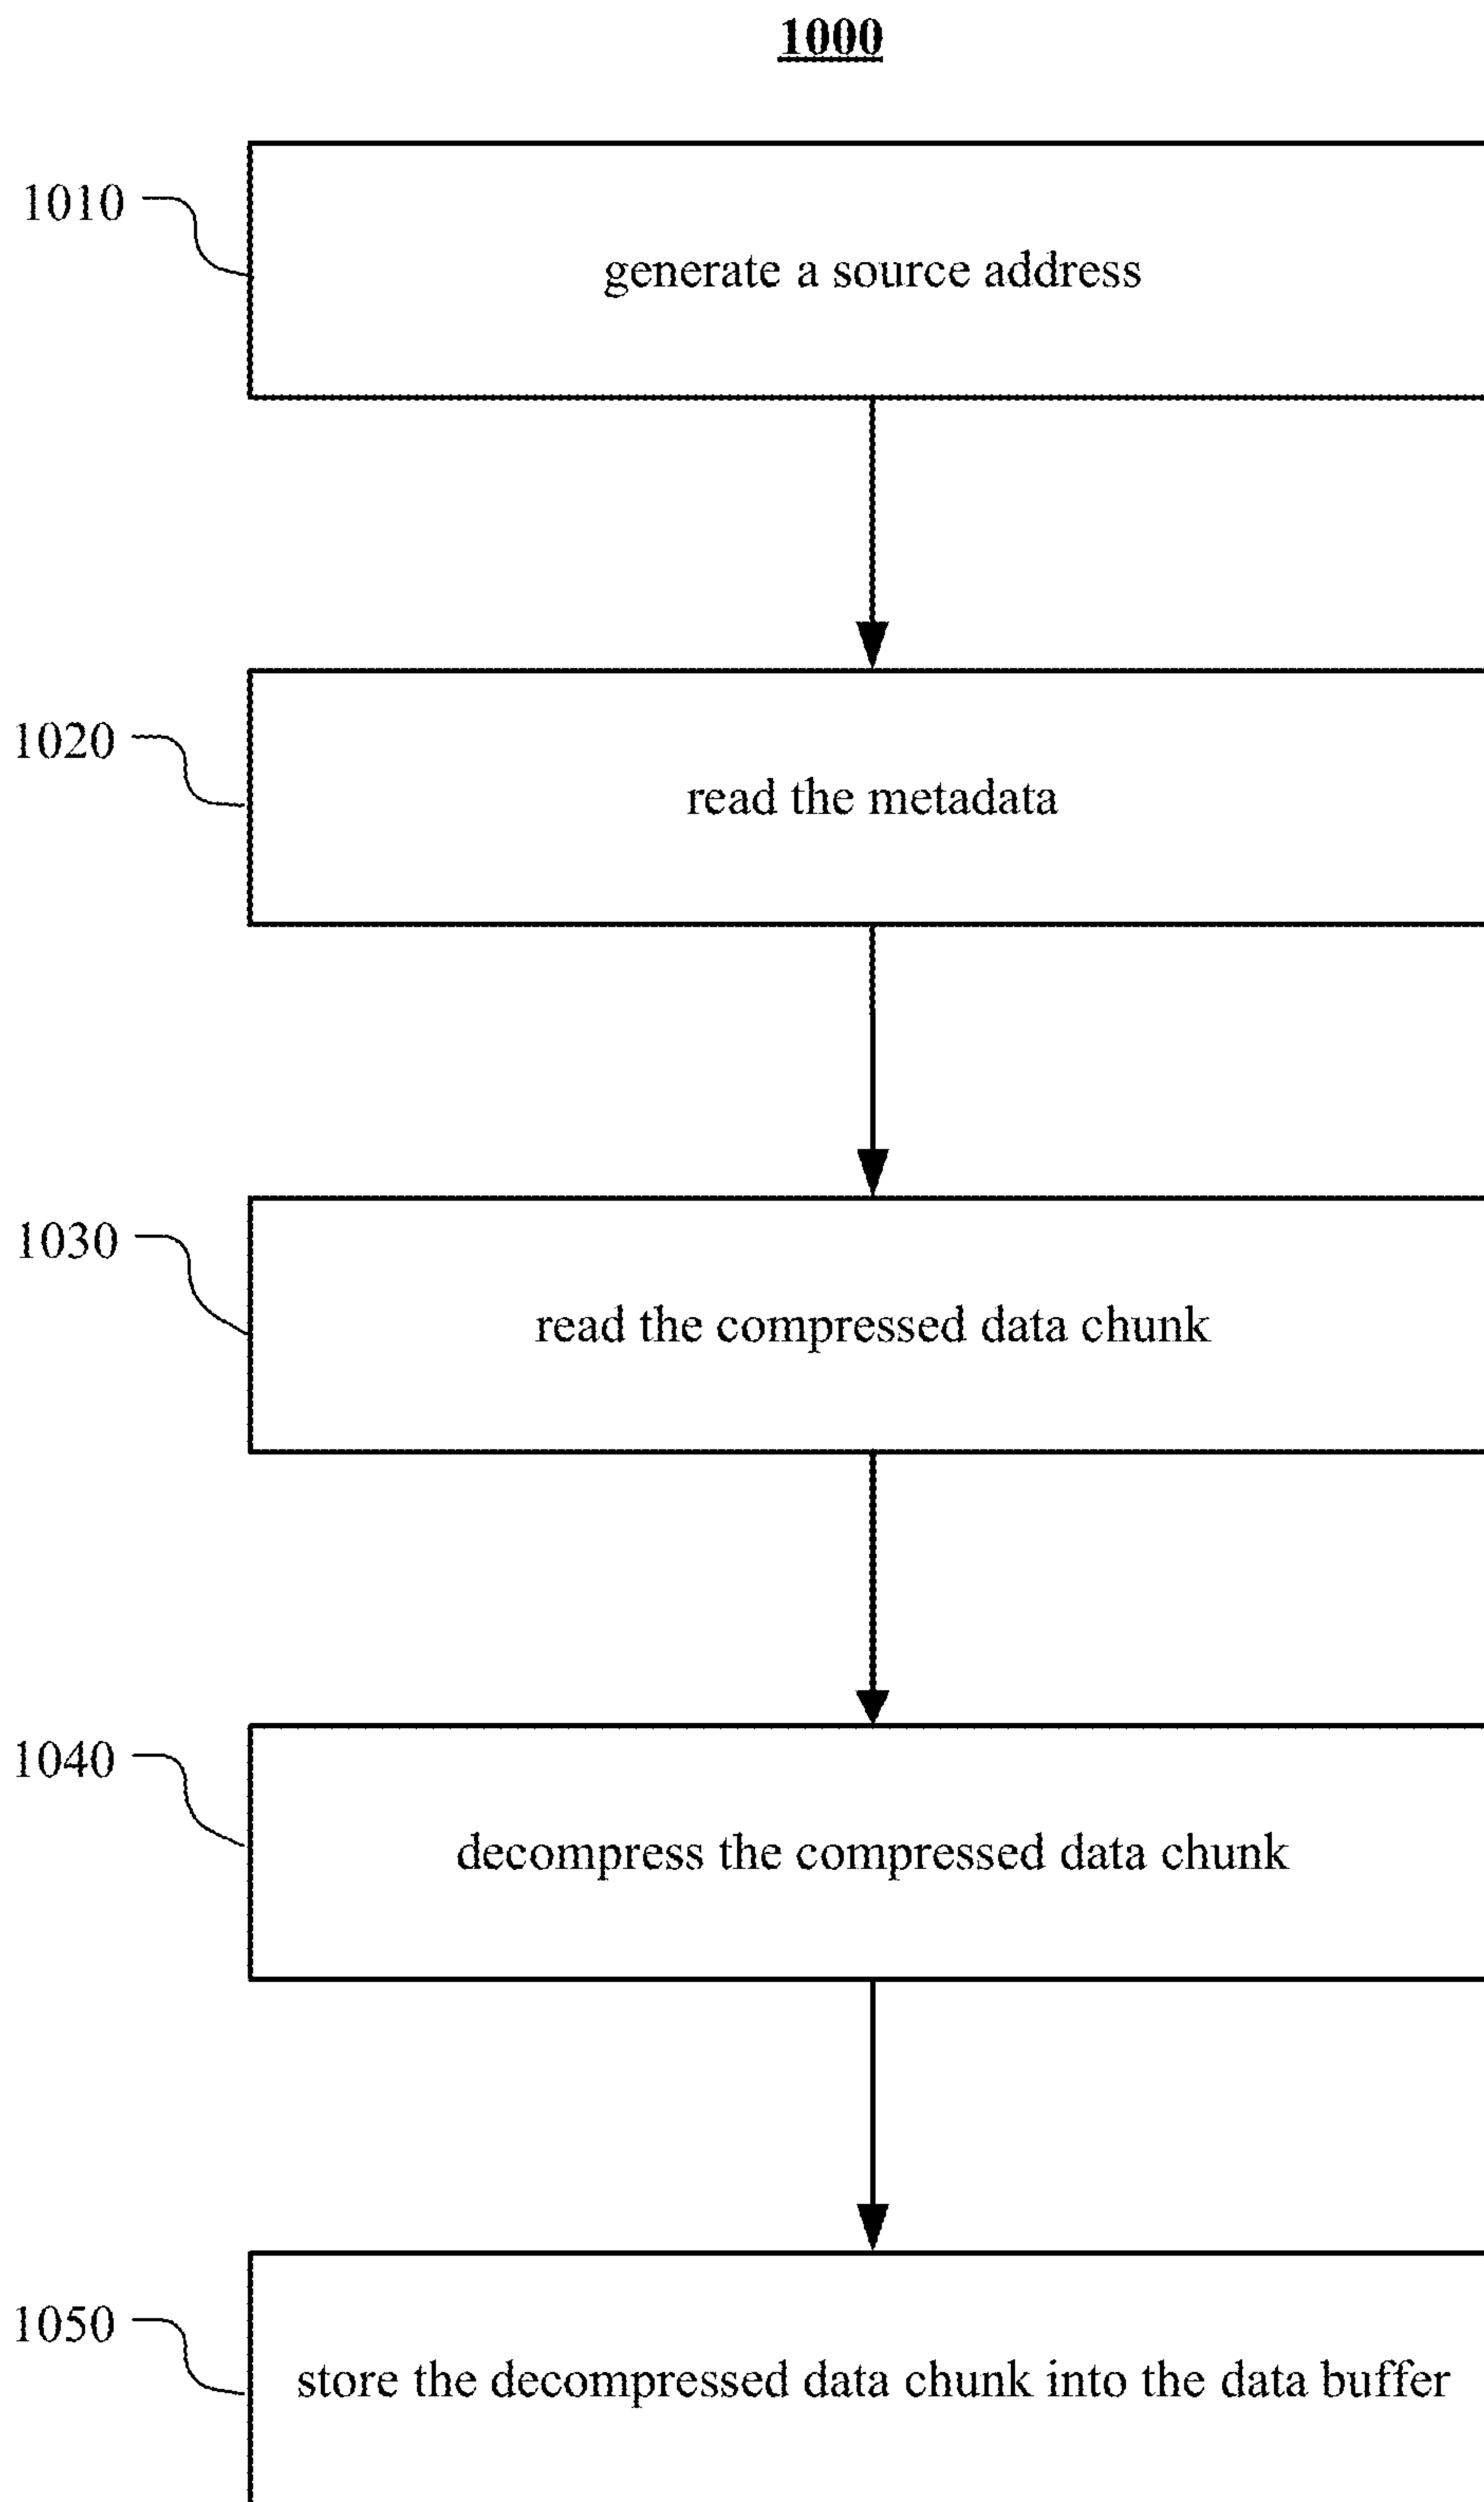 1000
1010
generate a source address
1020
read the metadata
1030
read the compressed data chunk
1040
decompress the compressed data chunk
1050
store the decompressed data chunk into the data buffer